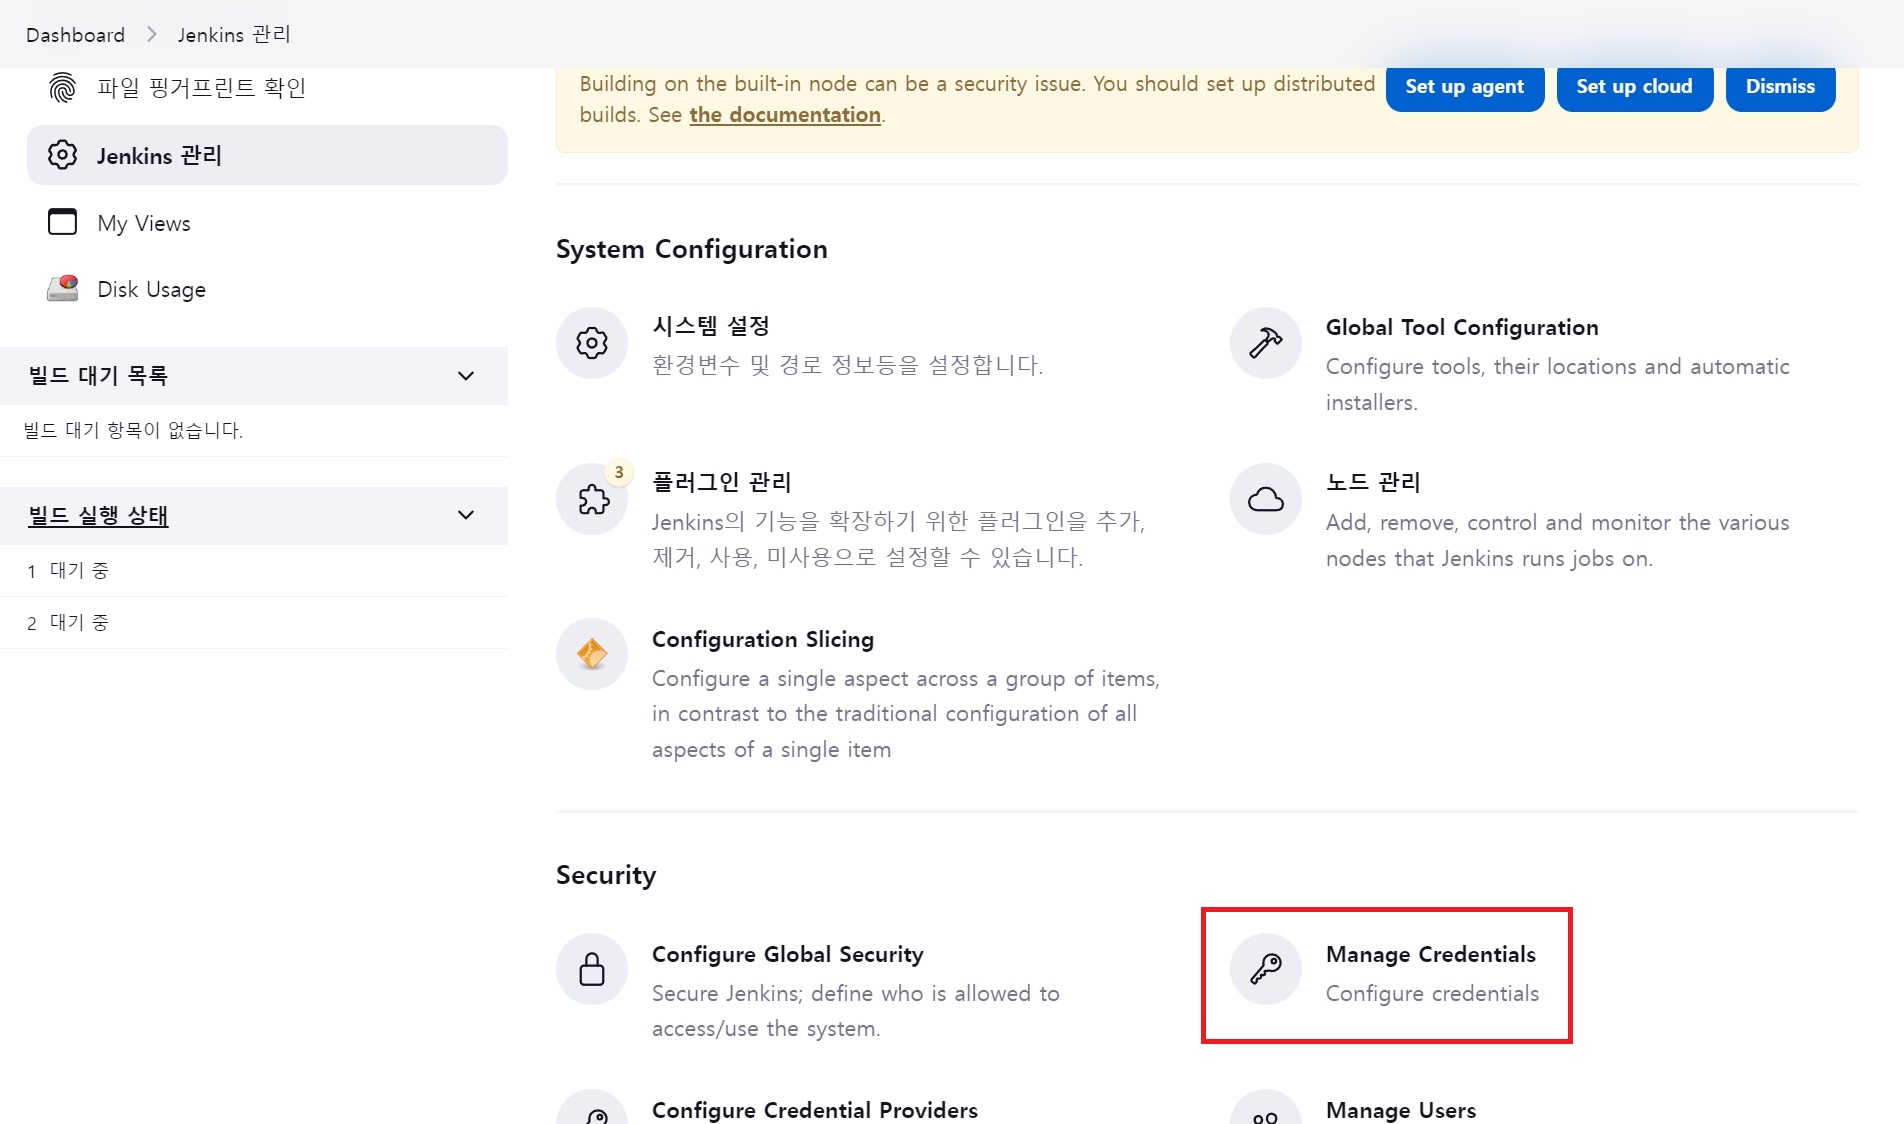 Dashboard > Jenkins 관리
파일 핑거프린트 확인
Jenkins 관리
My Views
Disk Usage
빌드 대기 목록
빌드 대기 항목이 없습니다.
빌드 실행 상태
1 대기 중
2 대기 중
Building on the built-in node can be a security issue. You should set up distributed
builds. See the documentation.
Set up agent
Set up cloud
Dismiss
System Configuration
시스템 설정
환경변수 및 경로 정보등을 설정합니다.
Global Tool Configuration
Configure tools, their locations and automatic
installers.
3
플러그인 관리
Jenkins의 기능을 확장하기 위한 플러그인을 추가,
제거, 사용, 미사용으로 설정할 수 있습니다.
노드 관리
Add, remove, control and monitor the various
nodes that Jenkins runs jobs on.
Configuration Slicing
Configure a single aspect across a group of items,
in contrast to the traditional configuration of all
aspects of a single item
Security
Configure Global Security
Secure Jenkins; define who is allowed to
access/use the system.
Manage Credentials
Configure credentials
Configure Credential Providers
Manage Users